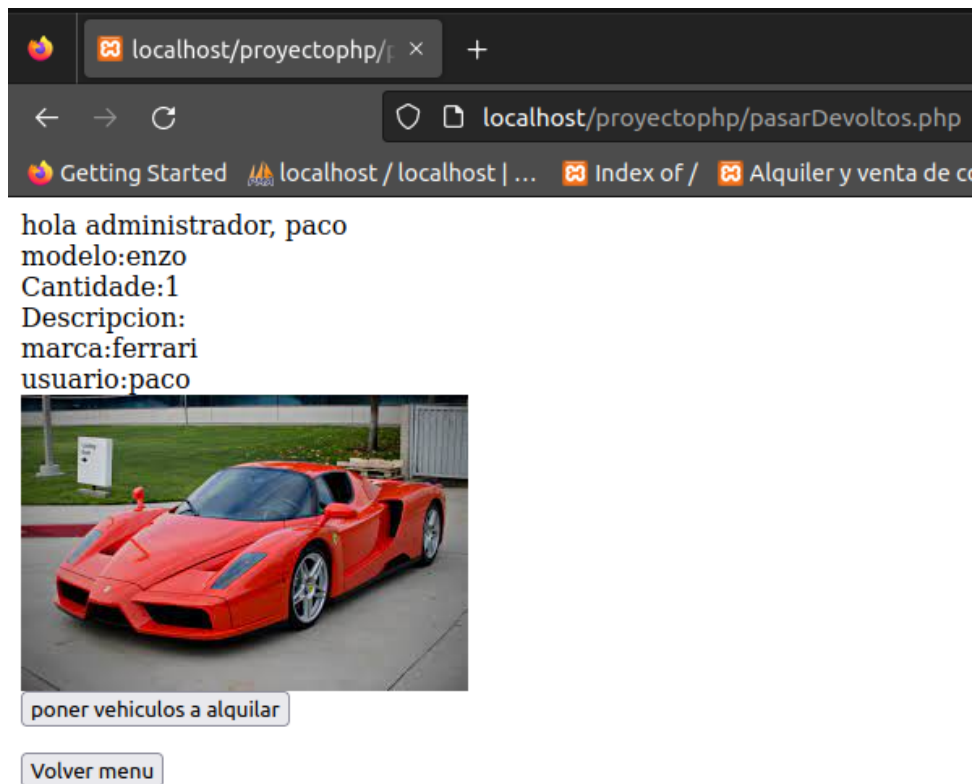 localhost/proyectophp/p
localhost/proyectophp/pasarDevoltos.php
Getting Started localhost / localhost | … Index of / Alquiler y venta de co
hola administrador, paco
modelo:enzo
Cantidade:1
Descripcion:
marca:ferrari
usuario:paco
poner vehiculos a alquilar
Volver menu